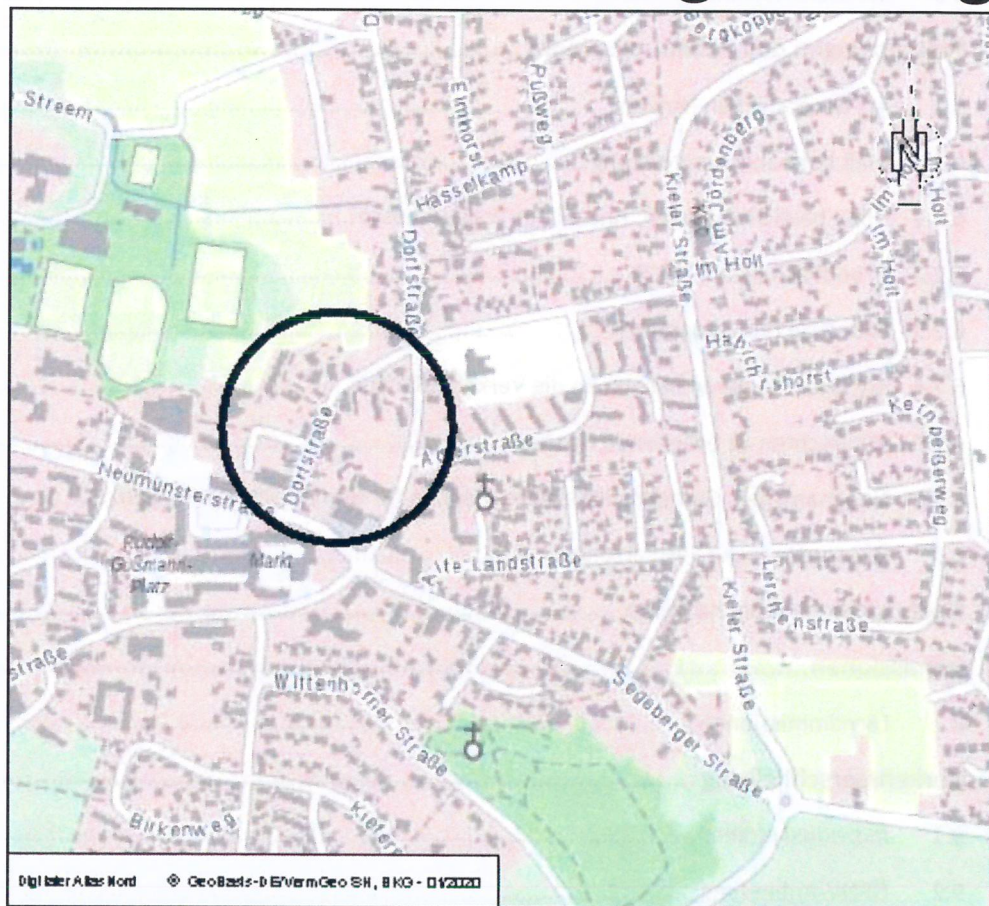 Streem
Elmhorst
Pußweg
Hasselkamp
Dorfstraße
Kieler Straße
Am Jördenberg
N
Im Holt
Im Holt
Holt
Dorfstraße
Neumünsterstraße
Rudolf-
Gußmann-
Platz
Markt
Alte Landstraße
Kieler Straße
Lerchenstraße
Wittenborner Straße
Segeberger Straße
Birkenweg
straße
Digitaler Atlas Nord © GeoBasis-DE/VermGeo SH, BKG - 01/2020